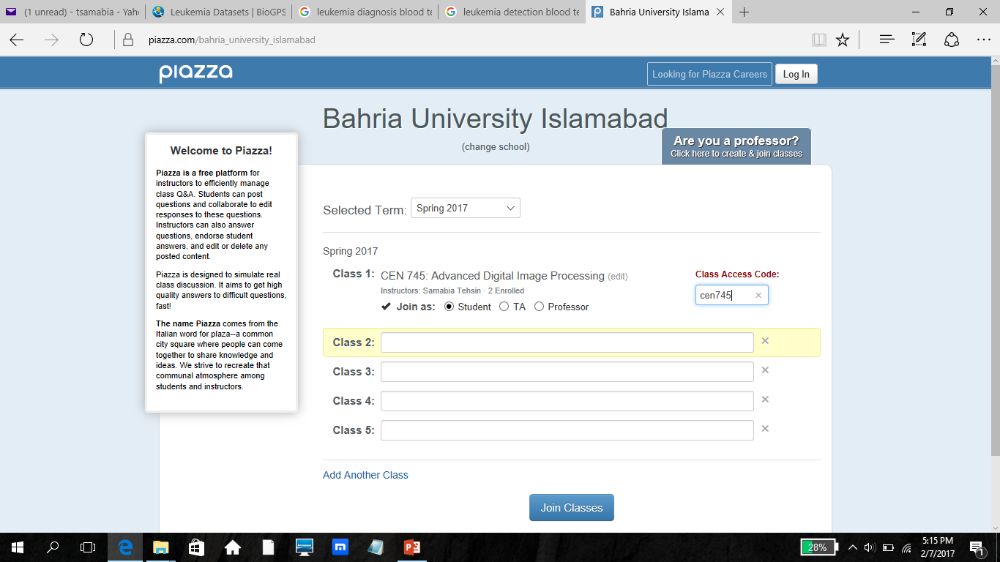 (1 unread) - tsamabia - Yah
Leukemia Datasets | BioGPS
leukemia diagnosis blood te
leukemia detection blood te
Bahria University Islama
piazza.com/bahria_university_islamabad
piazza
Looking for Piazza Careers
Log In
Bahria University Islamabad
(change school)
Are you a professor?
Click here to create & join classes
Welcome to Piazza!
Piazza is a free platform for
instructors to efficiently manage
class Q&A. Students can post
questions and collaborate to edit
responses to these questions.
Instructors can also answer
questions, endorse student
answers, and edit or delete any
posted content.
Piazza is designed to simulate real
class discussion. It aims to get high
quality answers to difficult questions,
fast!
The name Piazza comes from the
Italian word for plaza--a common
city square where people can come
together to share knowledge and
ideas. We strive to recreate that
communal atmosphere among
students and instructors.
Selected Term: Spring 2017
Spring 2017
Class 1: CEN 745: Advanced Digital Image Processing (edit)
Instructors: Samabia Tehsin · 2 Enrolled
Join as: Student TA Professor
Class Access Code:
cen745
Class 2:
Class 3:
Class 4:
Class 5:
Add Another Class
Join Classes
28%
5:15 PM
2/7/2017
1